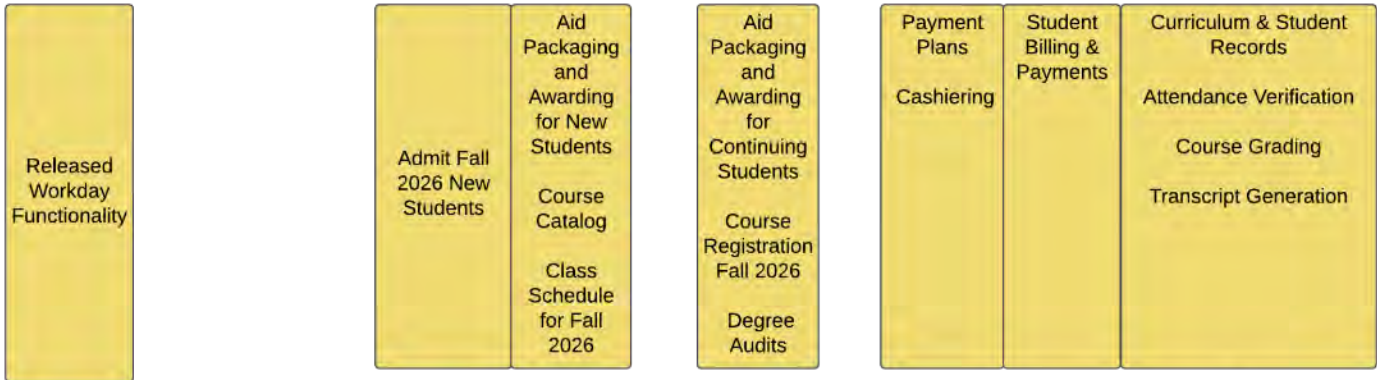 Released
Workday
Functionality
Admit Fall
2026 New
Students
Aid
Packaging
and
Awarding
for New
Students
Course
Catalog
Class
Schedule
for Fall
2026
Aid
Packaging
and
Awarding
for
Continuing
Students
Course
Registration
Fall 2026
Degree
Audits
Payment
Plans
Cashiering
Student
Billing &
Payments
Curriculum & Student
Records
Attendance Verification
Course Grading
Transcript Generation